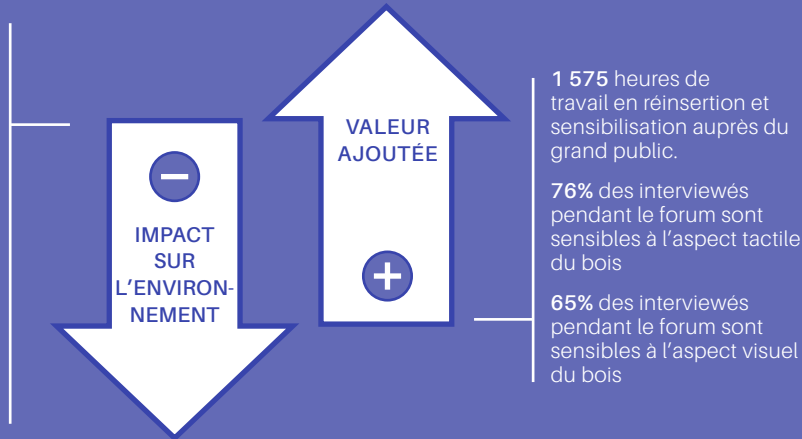 IMPACT
SUR
L’ENVIRON-
NEMENT
VALEUR
AJOUTÉE
1 575 heures de
travail en réinsertion et
sensibilisation auprès du
grand public.
76% des interviewés
pendant le forum sont
sensibles à l’aspect tactile
du bois
65% des interviewés
pendant le forum sont
sensibles à l’aspect visuel
du bois